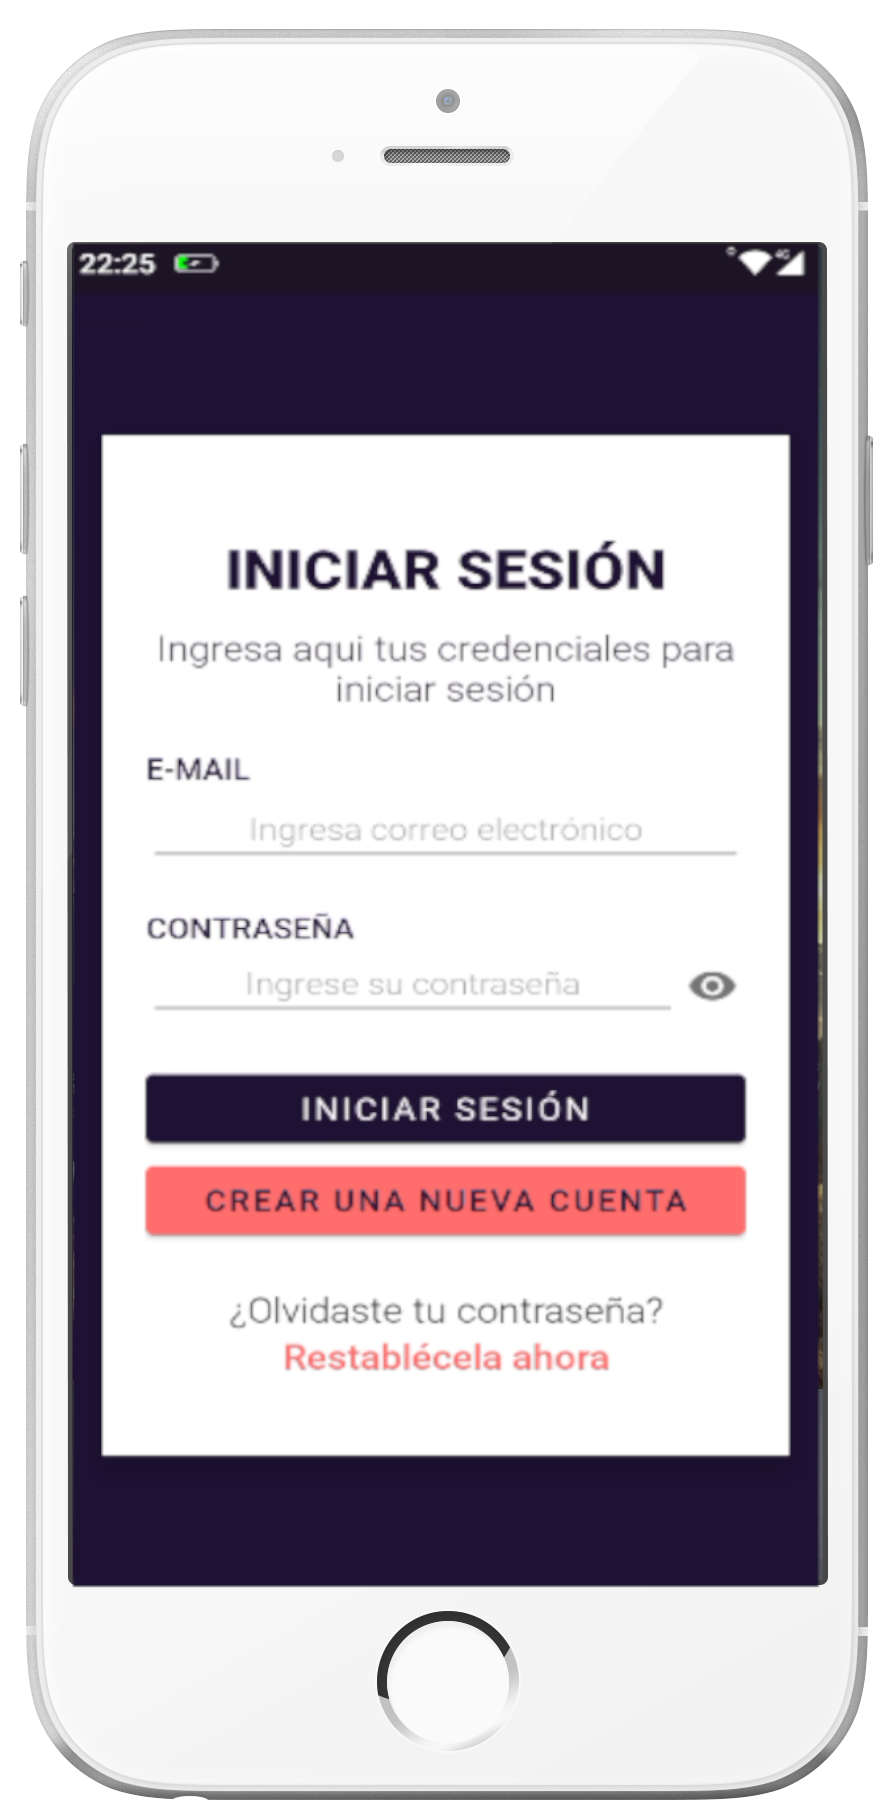 22:25
4G
INICIAR SESIÓN
Ingresa aqui tus credenciales para
iniciar sesión
E-MAIL
Ingresa correo electrónico
CONTRASEÑA
Ingrese su contraseña
INICIAR SESIÓN
CREAR UNA NUEVA CUENTA
¿Olvidaste tu contraseña?
Restablécela ahora